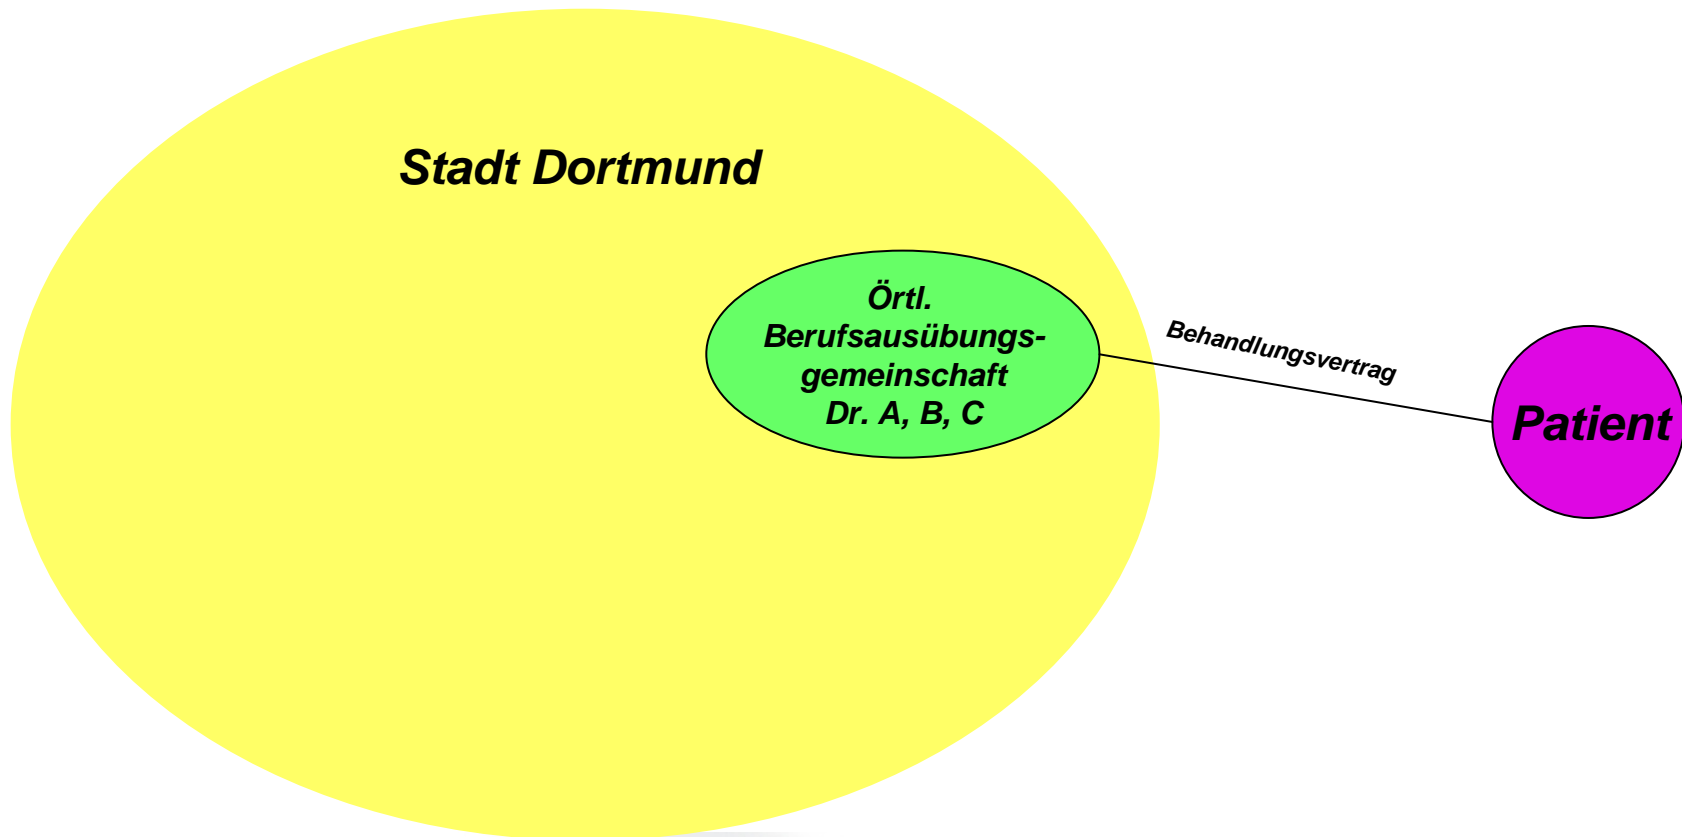 Stadt Dortmund
Örtl.
Berufsausübungs-
gemeinschaft
Dr. A, B, C
Behandlungsvertrag
Patient